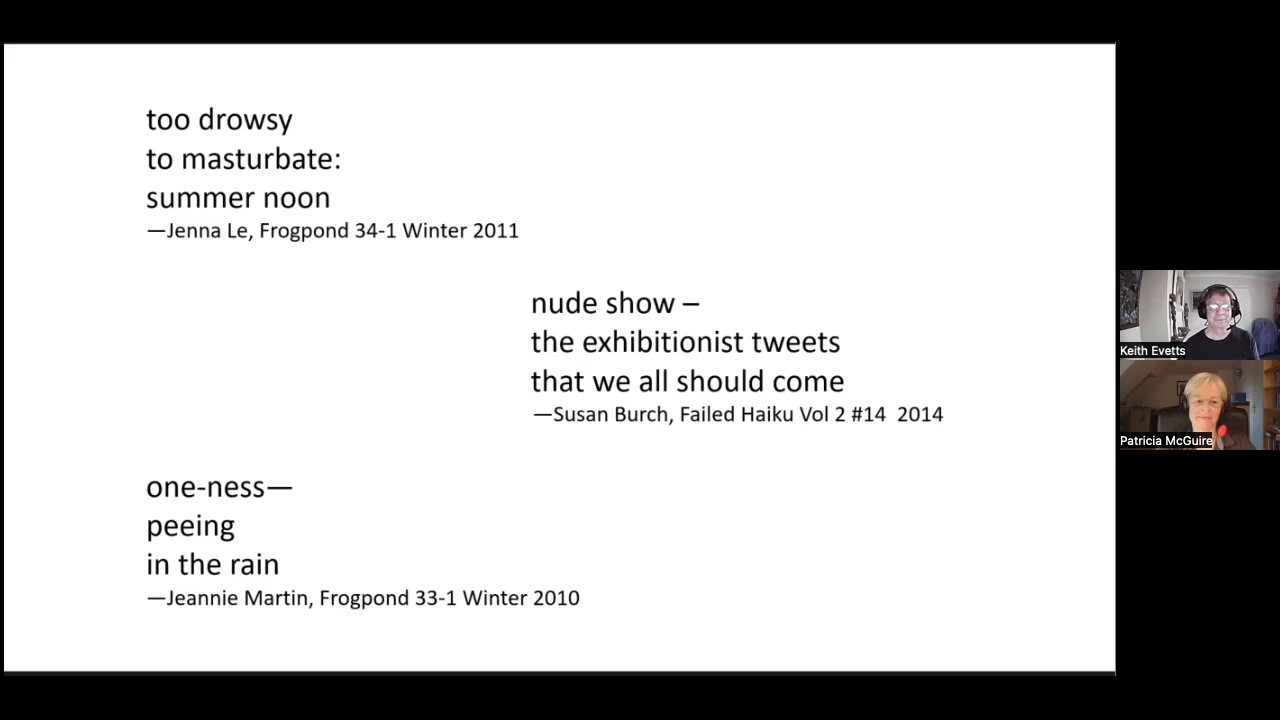 too drowsy
to masturbate:
summer noon
—Jenna Le, Frogpond 34-1 Winter 2011
nude show –
the exhibitionist tweets
that we all should come
—Susan Burch, Failed Haiku Vol 2 #14  2014
one-ness—
peeing
in the rain
—Jeannie Martin, Frogpond 33-1 Winter 2010
Keith Evetts
Patricia McGuire